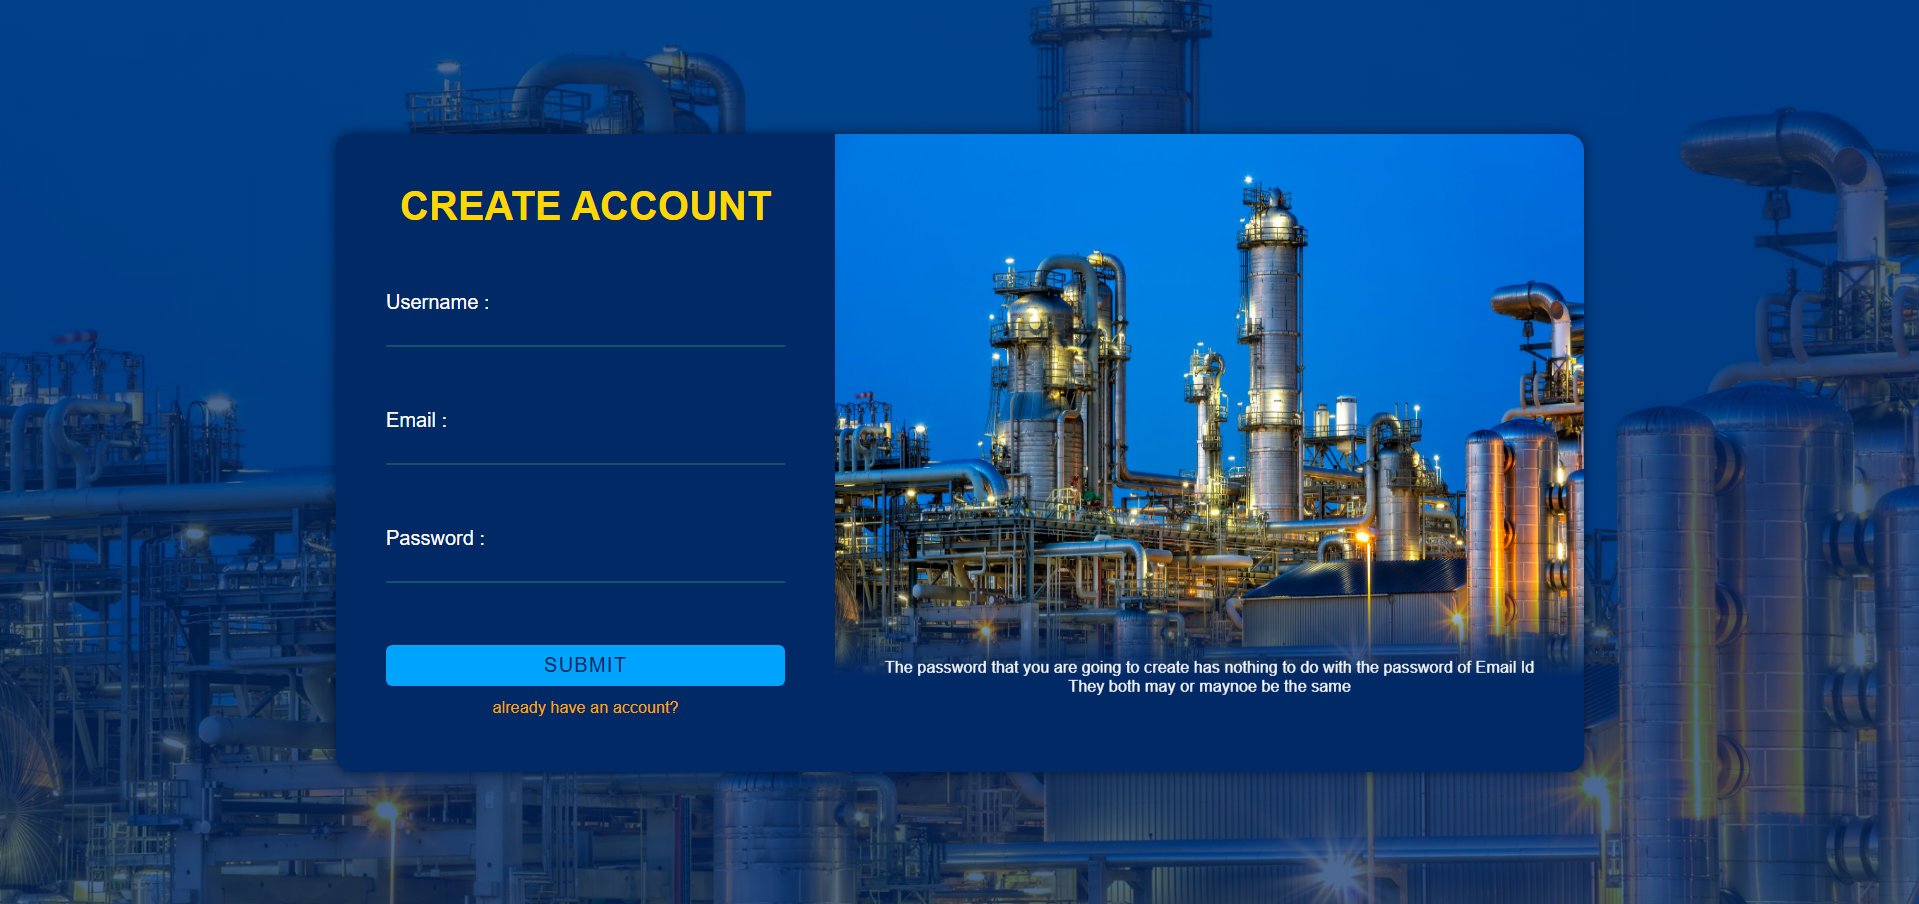 CREATE ACCOUNT
Username :
Email :
Password :
SUBMIT
already have an account?
The password that you are going to create has nothing to do with the password of Email Id
They both may or maynoe be the same